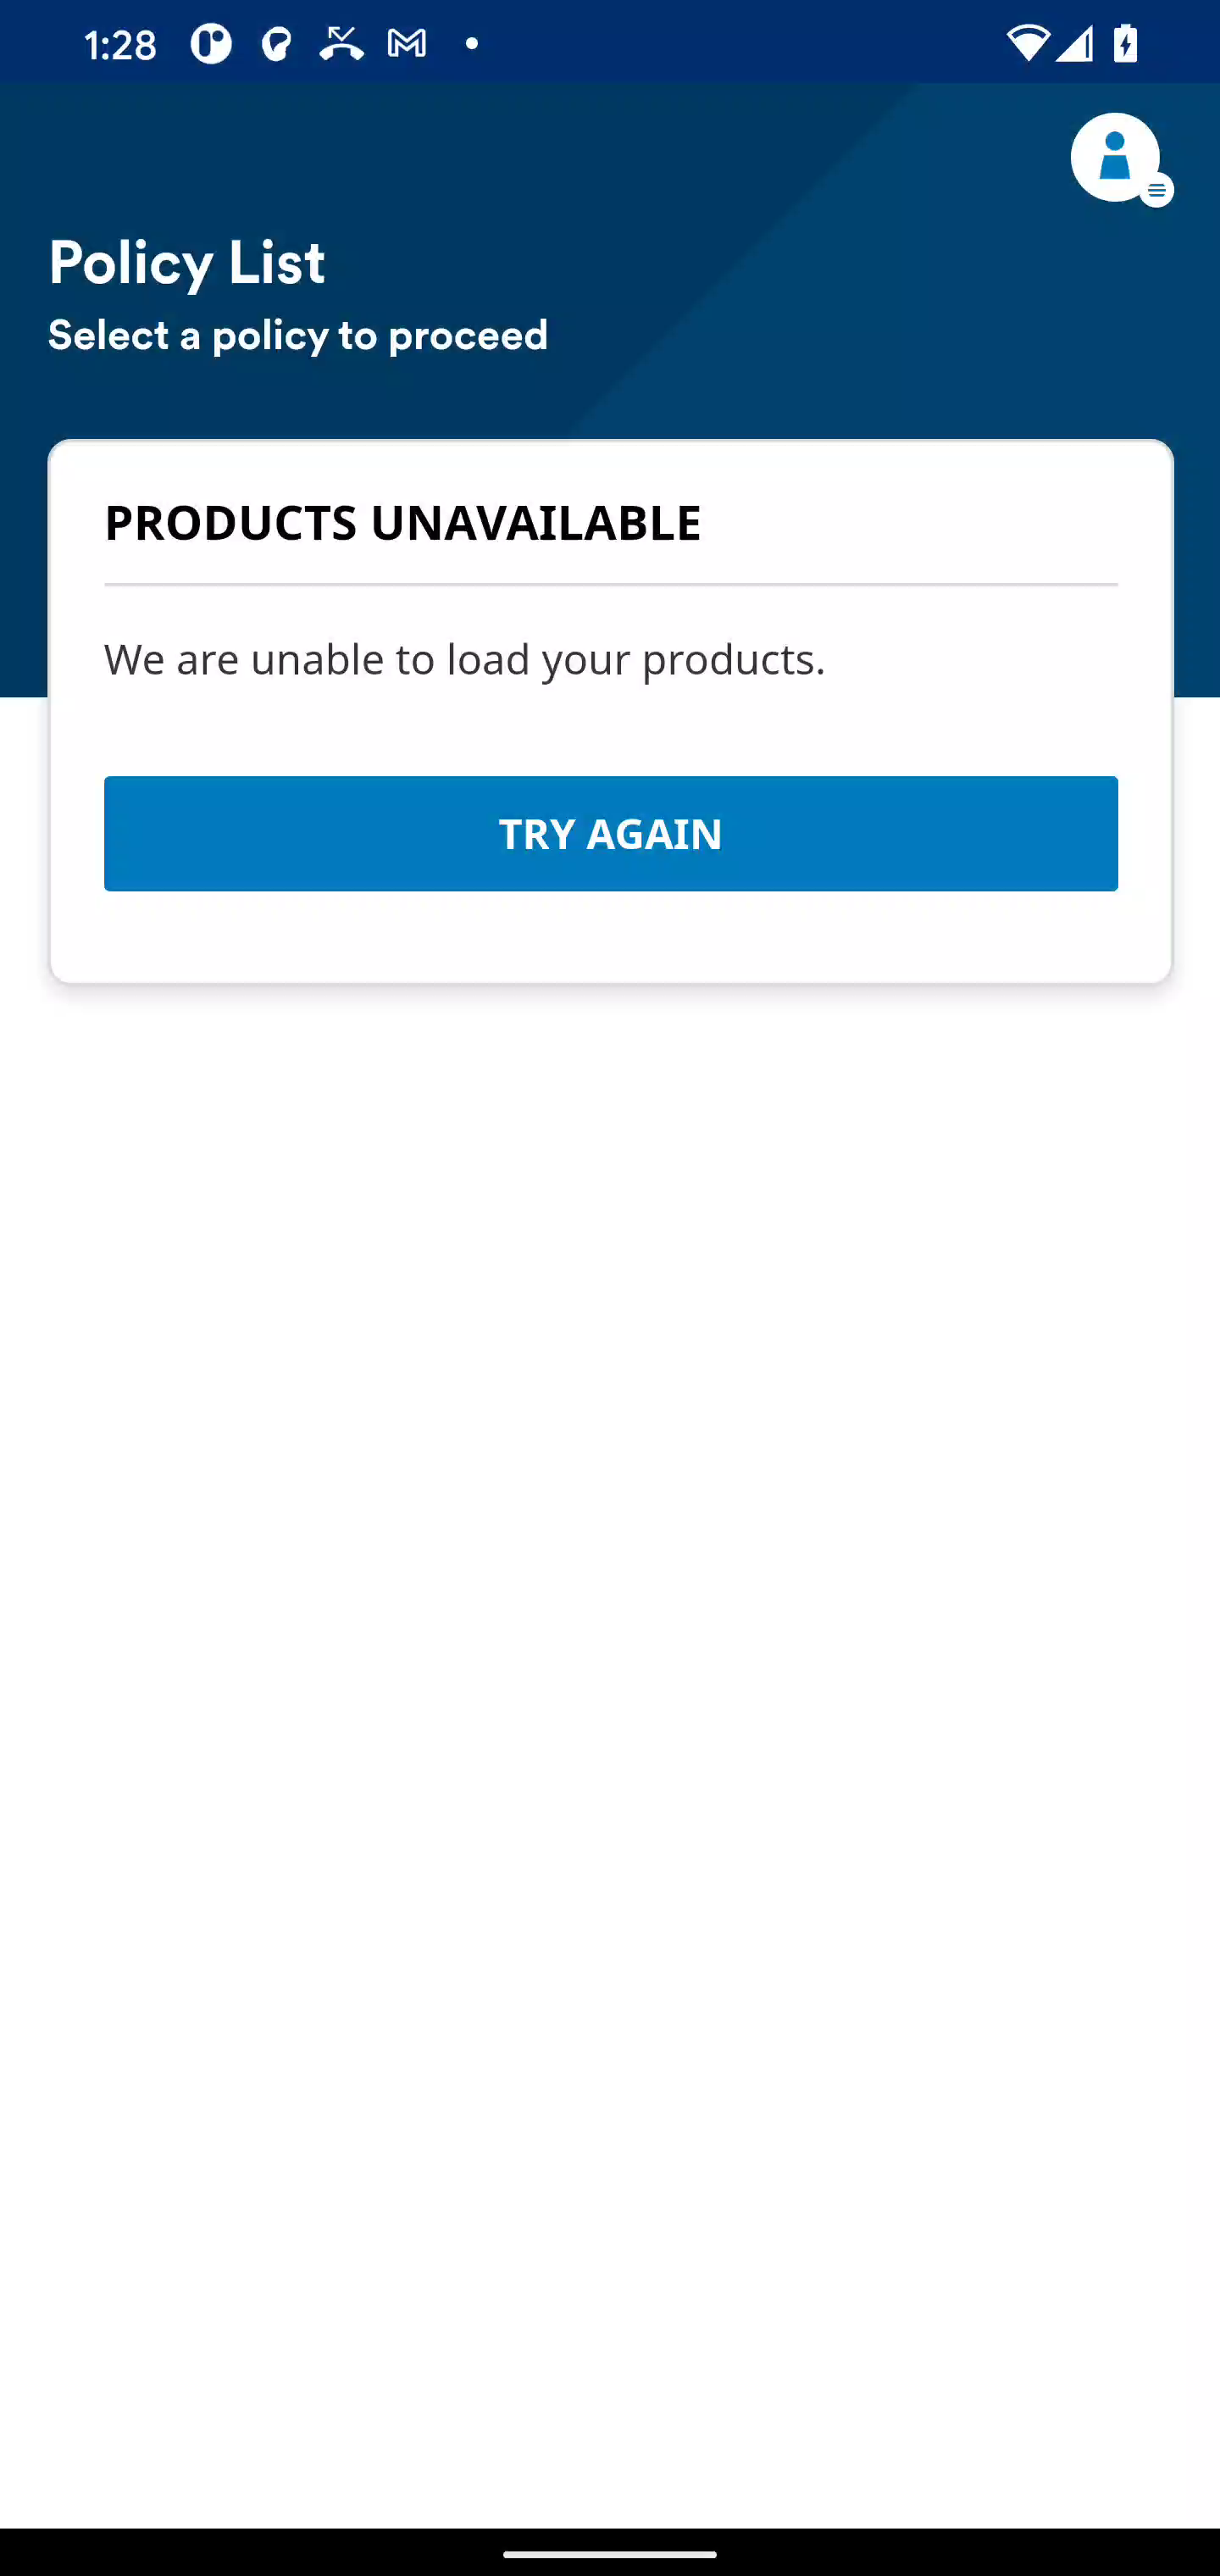 1:28
Policy List
Select a policy to proceed
PRODUCTS UNAVAILABLE
We are unable to load your products.
TRY AGAIN